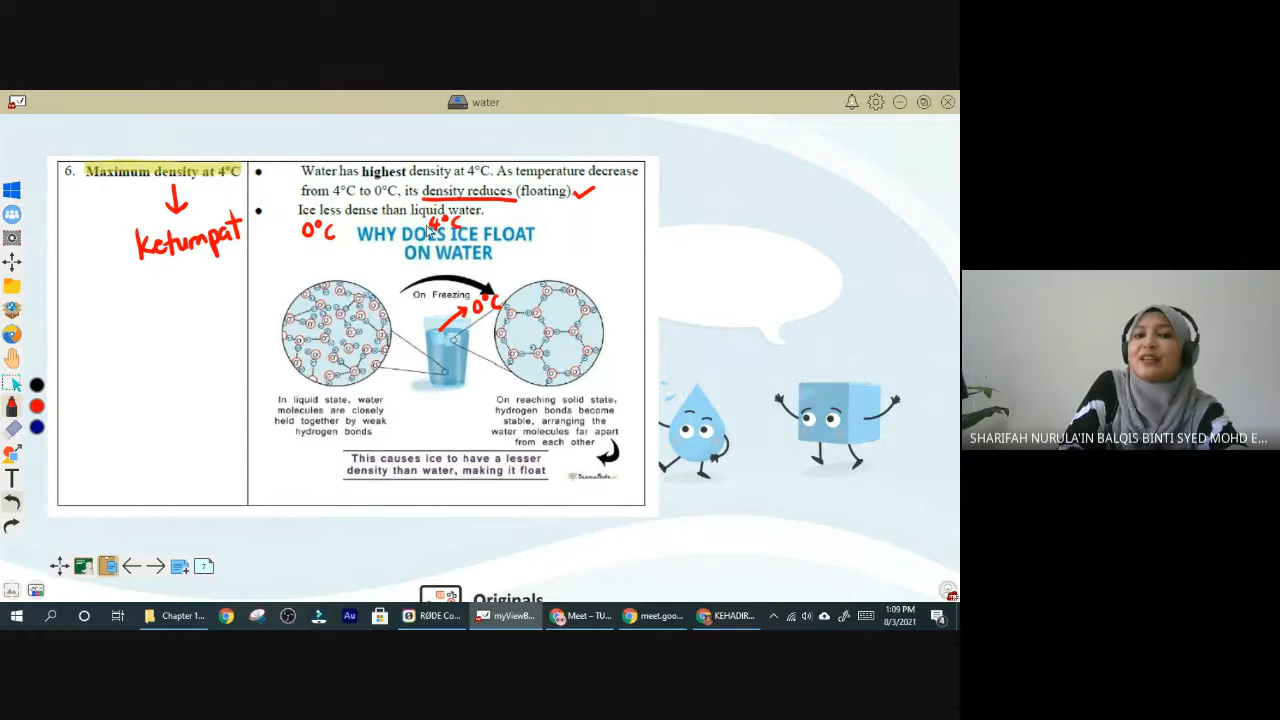 water
6. Maximum density at 4°C
ketumpat
● Water has highest density at 4°C. As temperature decrease
from 4°C to 0°C, its density reduces (floating).
● Ice less dense than liquid water.
0°C
4°C
WHY DOES ICE FLOAT
ON WATER
On Freezing
0°C
In liquid state, water
molecules are closely
held together by weak
hydrogen bonds
On reaching solid state,
hydrogen bonds become
stable, arranging the
water molecules far apart
from each other
This causes ice to have a lesser
density than water, making it float
SHARIFAH NURULA'IN BALQIS BINTI SYED MOHD E...
7
Originals
Chapter 1...
Au
RØDE Co...
myViewB...
Meet – TU...
meet.goo...
KEHADIR...
1:09 PM
8/3/2021
4